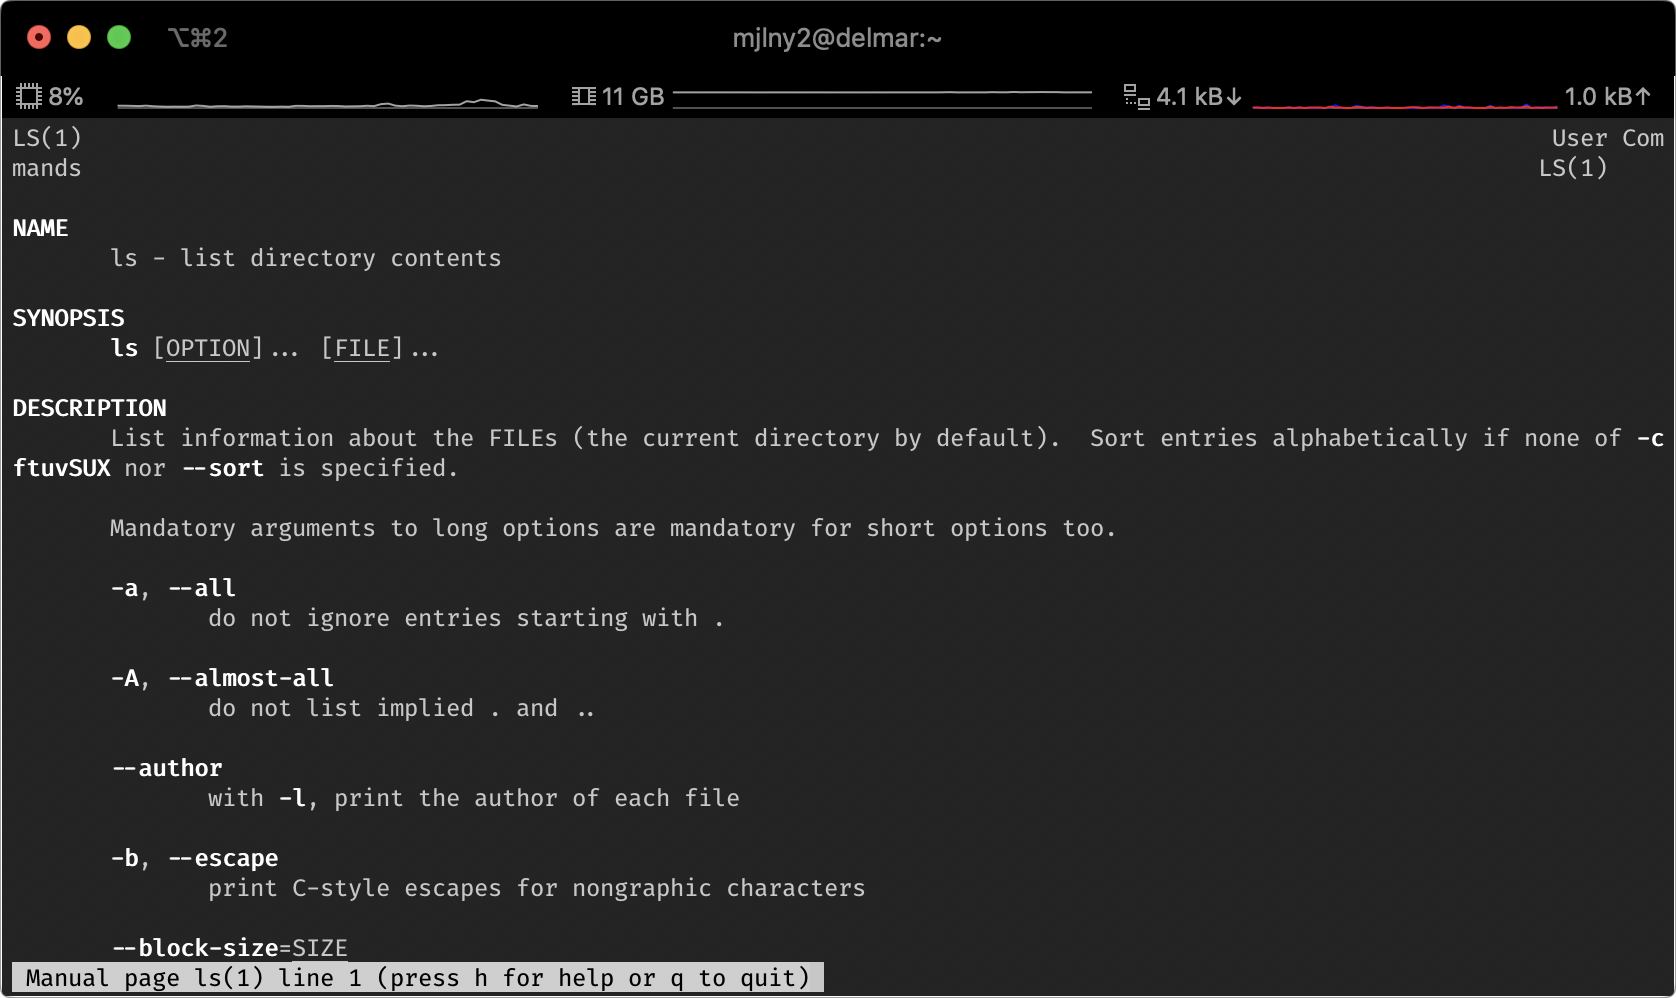 ⌥⌘2 mjlny2@delmar:~
8% 11 GB 4.1 kB↓ 1.0 kB↑
LS(1) User Com
mands LS(1)
NAME
ls - list directory contents
SYNOPSIS
ls [OPTION]... [FILE]...
DESCRIPTION
List information about the FILEs (the current directory by default).  Sort entries alphabetically if none of -c
ftuvSUX nor --sort is specified.
Mandatory arguments to long options are mandatory for short options too.
-a, --all
do not ignore entries starting with .
-A, --almost-all
do not list implied . and ..
--author
with -l, print the author of each file
-b, --escape
print C-style escapes for nongraphic characters
--block-size=SIZE
Manual page ls(1) line 1 (press h for help or q to quit)